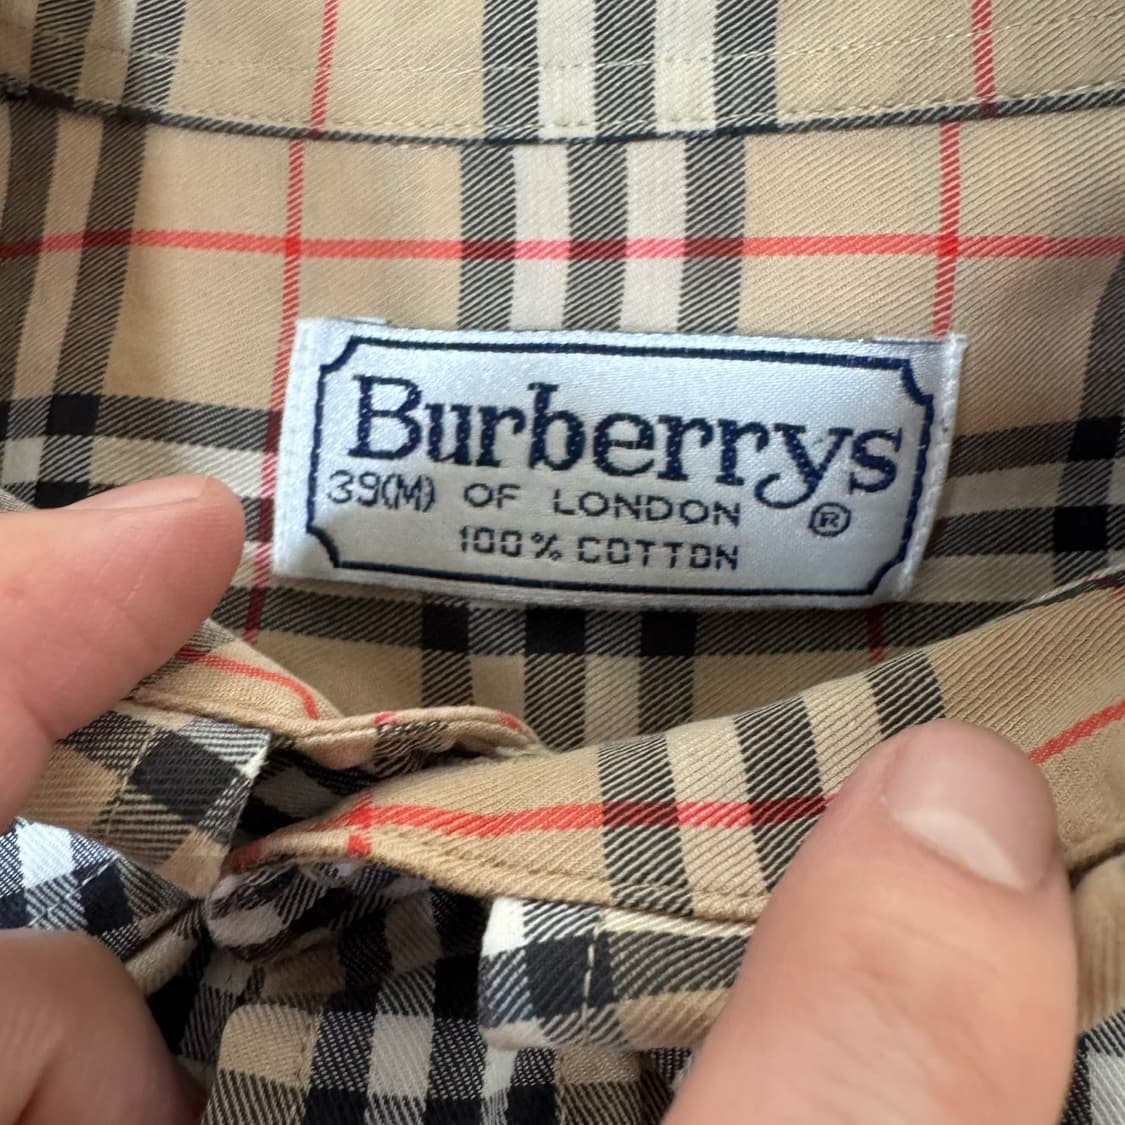 Burberrys
39(M) OF LONDON ®
100% COTTON